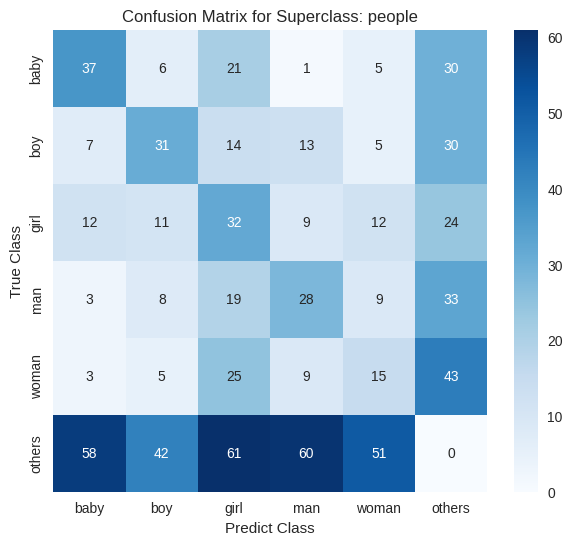 Confusion Matrix for Superclass: people
baby 37 6 21 1 5 30
boy 7 31 14 13 5 30
girl 12 11 32 9 12 24
man 3 8 19 28 9 33
woman 3 5 25 9 15 43
others 58 42 61 60 51 0
baby boy girl man woman others
Predict Class
True Class
60
50
40
30
20
10
0